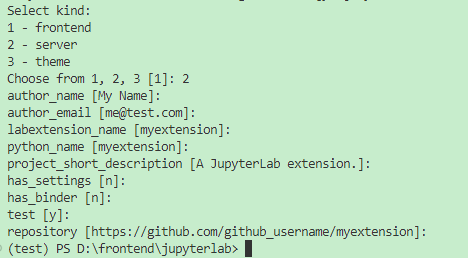 Select kind:
1 - frontend
2 - server
3 - theme
Choose from 1, 2, 3 [1]: 2
author_name [My Name]:
author_email [me@test.com]:
labextension_name [myextension]:
python_name [myextension]:
project_short_description [A JupyterLab extension.]:
has_settings [n]:
has_binder [n]:
test [y]:
repository [https://github.com/github_username/myextension]:
(test) PS D:\frontend\jupyterlab>